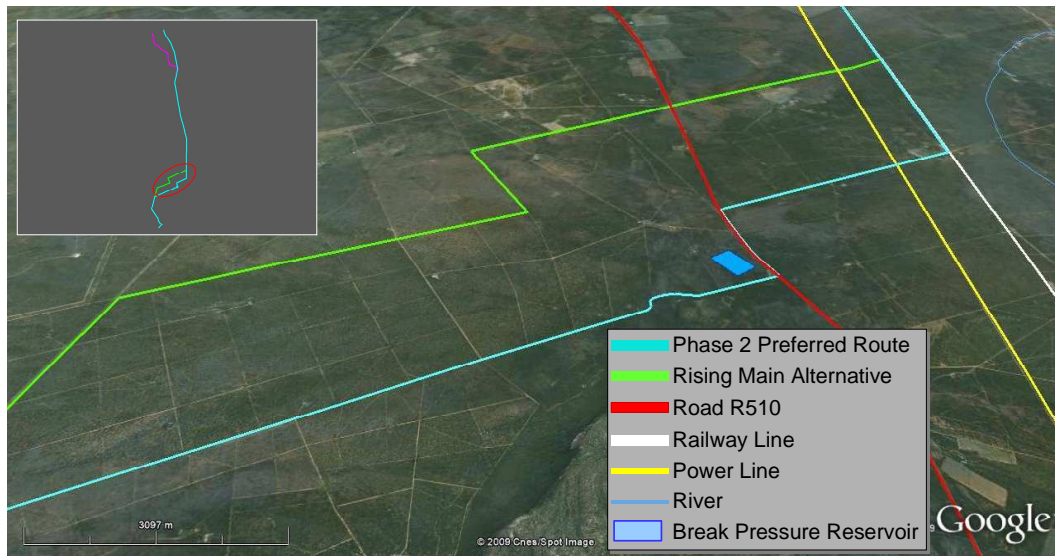 Phase 2 Preferred Route
Rising Main Alternative
Road R510
Railway Line
Power Line
River
Break Pressure Reservoir
3097 m
© 2009 Cnes/Spot Image
9 Google